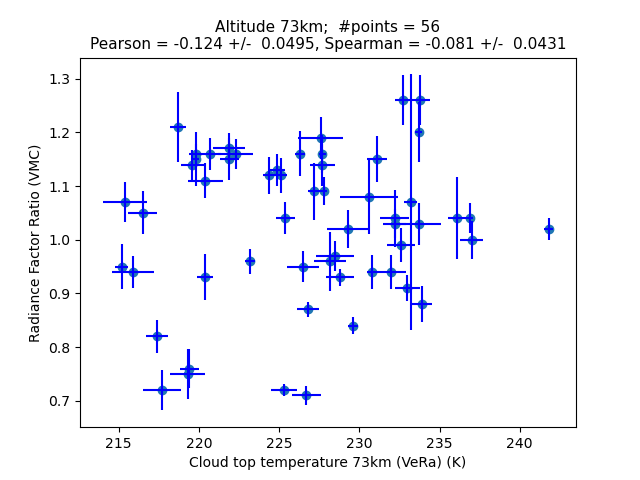 Altitude 73km;  #points = 56
Pearson = -0.124 +/-  0.0495, Spearman = -0.081 +/-  0.0431
1.3
1.2
1.1
1.0
0.9
0.8
0.7
Radiance Factor Ratio (VMC)
215 220 225 230 235 240
Cloud top temperature 73km (VeRa) (K)